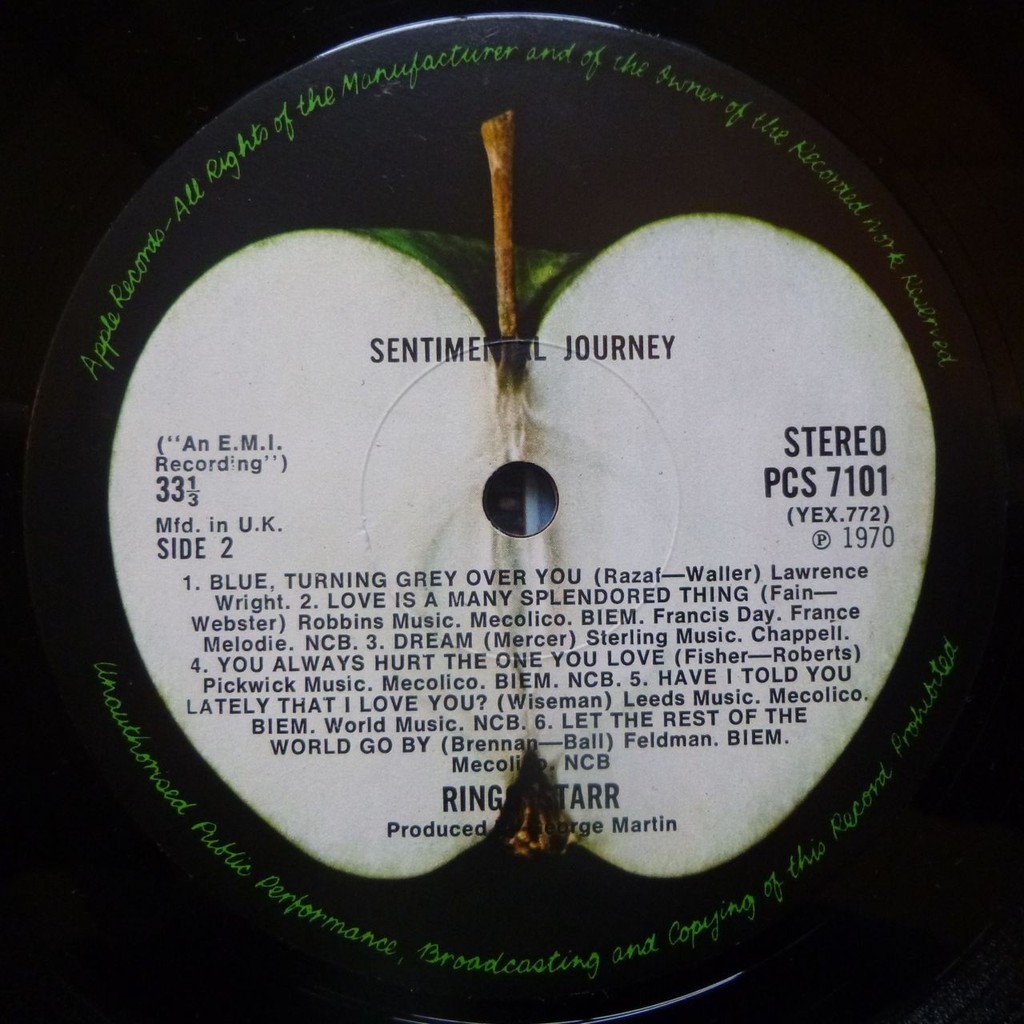 Apple Records - All Rights of the Manufacturer and of the Owner of the Recorded Work Reserved
SENTIMENTAL JOURNEY
(“An E.M.I.
Recording”)
33⅓
Mfd. in U.K.
SIDE 2
STEREO
PCS 7101
(YEX.772)
℗ 1970
1. BLUE, TURNING GREY OVER YOU (Razaf—Waller) Lawrence
Wright. 2. LOVE IS A MANY SPLENDORED THING (Fain—
Webster) Robbins Music. Mecolico. BIEM. Francis Day. France
Melodie. NCB. 3. DREAM (Mercer) Sterling Music. Chappell.
4. YOU ALWAYS HURT THE ONE YOU LOVE (Fisher—Roberts)
Pickwick Music. Mecolico. BIEM. NCB. 5. HAVE I TOLD YOU
LATELY THAT I LOVE YOU? (Wiseman) Leeds Music. Mecolico.
BIEM. World Music. NCB. 6. LET THE REST OF THE
WORLD GO BY (Brennan—Ball) Feldman. BIEM.
Mecolico. NCB
RINGO STARR
Produced by George Martin
Unauthorised Public Performance, Broadcasting and Copying of this Record Prohibited